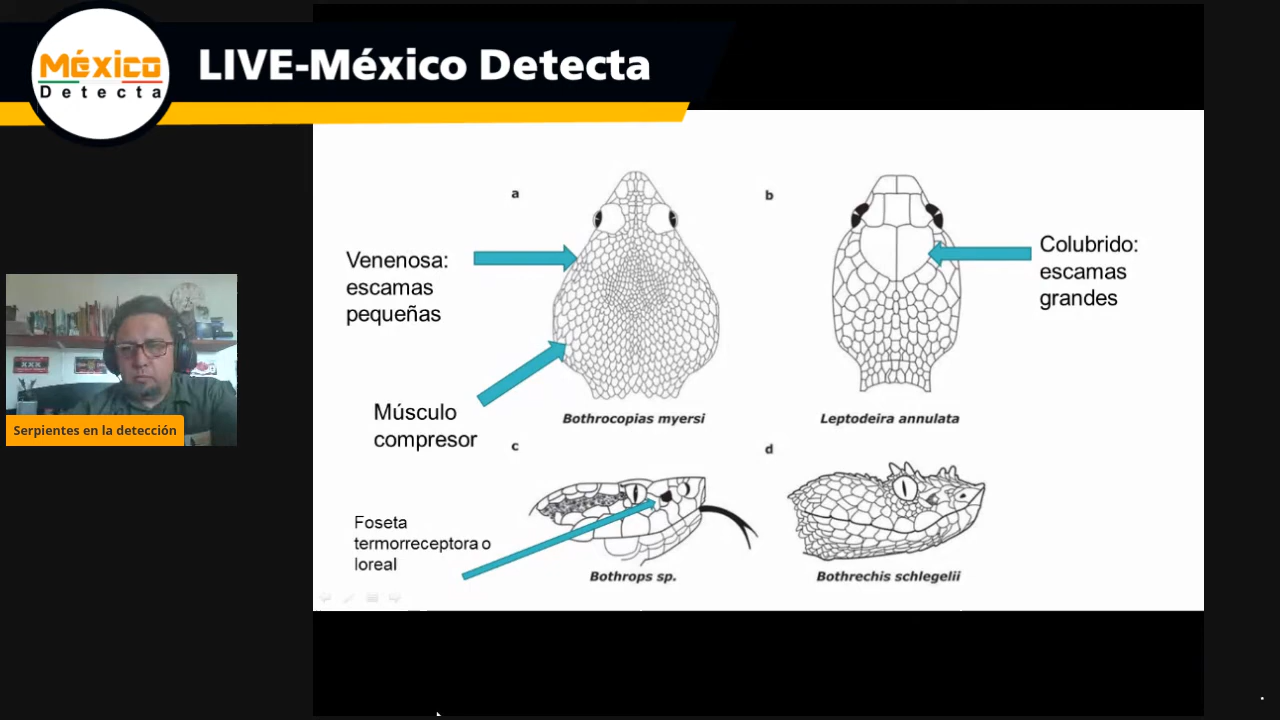 México
Detecta
LIVE-México Detecta
a
b
Venenosa:
escamas
pequeñas
Colubrido:
escamas
grandes
Músculo
compresor
Bothrocopias myersi
Leptodeira annulata
c
d
Foseta
termorreceptora o
loreal
Bothrops sp.
Bothrechis schlegelii
Serpientes en la detección
XXX